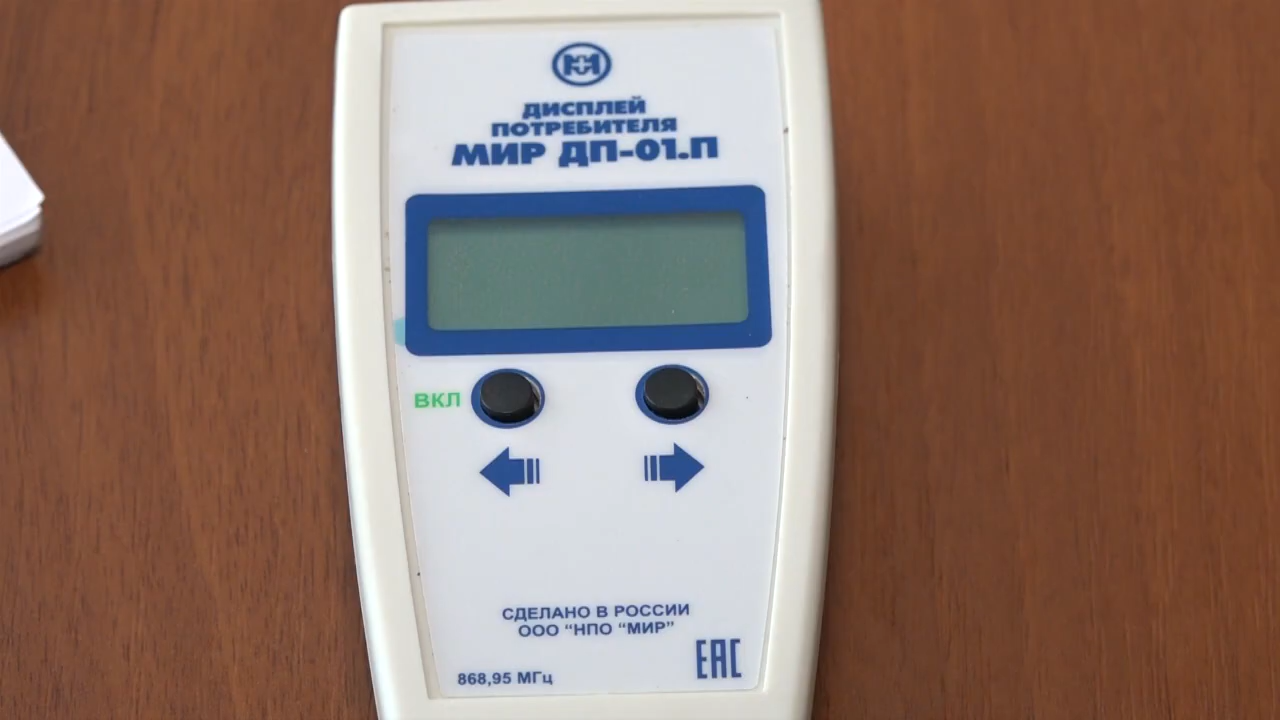 ДИСПЛЕЙ
ПОТРЕБИТЕЛЯ
МИР ДП-01.П
ВКЛ
СДЕЛАНО В РОССИИ
ООО “НПО “МИР”
EAC
868,95 МГц